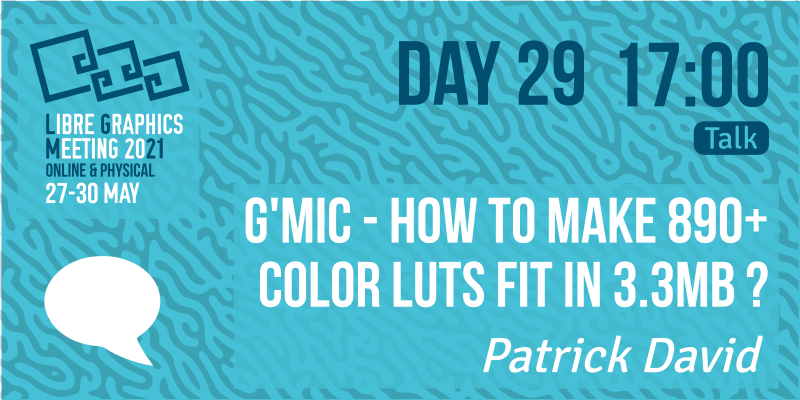 LIBRE GRAPHICS
MEETING 2021
ONLINE & PHYSICAL
27-30 MAY
DAY 29 17:00
Talk
G'MIC - HOW TO MAKE 890+
COLOR LUTS FIT IN 3.3MB ?
Patrick David